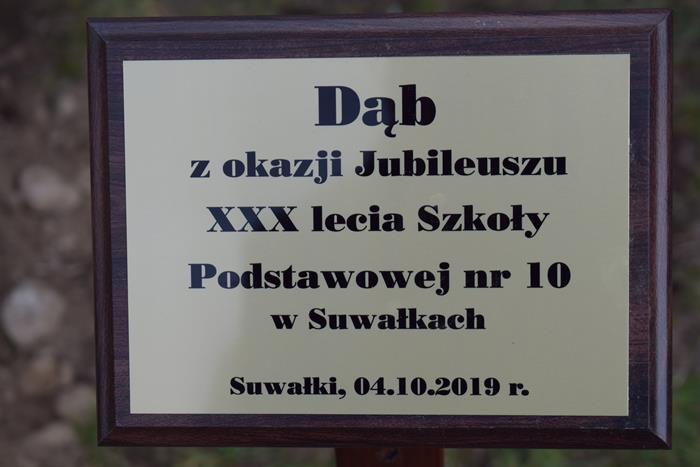 Dąb
z okazji Jubileuszu
XXX lecia Szkoły
Podstawowej nr 10
w Suwałkach
Suwałki, 04.10.2019 r.